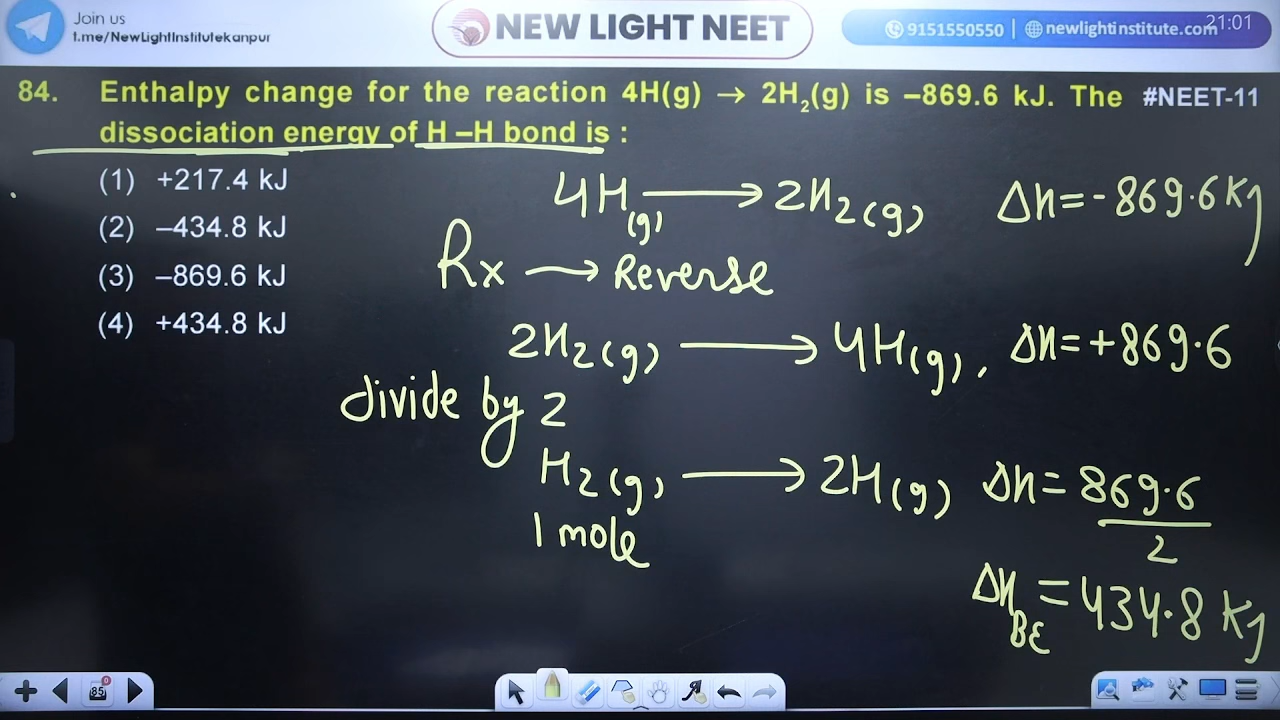 Join us
t.me/NewLightInstitutekanpur
NEW LIGHT NEET
9151550550 | newlightinstitute.com
21:01
84. Enthalpy change for the reaction 4H(g) → 2H₂(g) is –869.6 kJ. The #NEET-11
dissociation energy of H –H bond is :
(1) +217.4 kJ
(2) –434.8 kJ
(3) –869.6 kJ
(4) +434.8 kJ
4H(g) → 2H2(g) ΔH = -869.6 KJ
Rx → Reverse
2H2(g) → 4H(g), ΔH = +869.6
divide by 2
H2(g) → 2H(g) ΔH = 869.6/2
1 mole
ΔH BE = 434.8 KJ
85
0